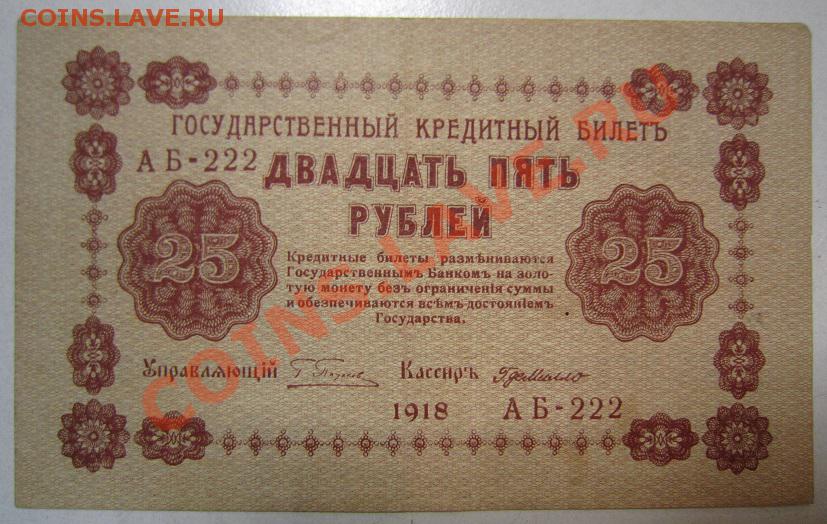 COINS.LAVE.RU
ГОСУДАРСТВЕННЫЙ КРЕДИТНЫЙ БИЛЕТЪ
АБ-222
ДВАДЦАТЬ ПЯТЬ
РУБЛЕЙ
25
25
Кредитные билеты размѣниваются
Государственнымъ Банкомъ на золо-
тую монету безъ ограниченія суммы
и обезпечиваются всѣмъ достояніемъ
Государства.
Управляющій
Кассиръ
1918 АБ-222
COINS.LAVE.RU